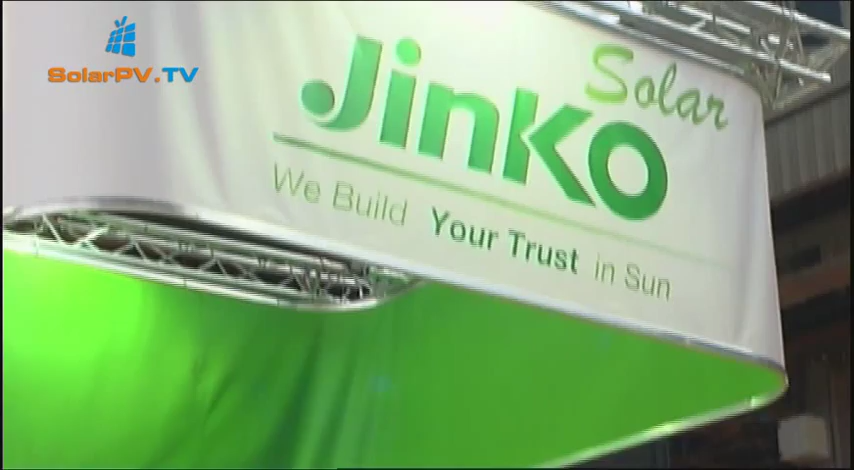 SolarPV.TV
Solar
JinKO
We Build Your Trust in Sun